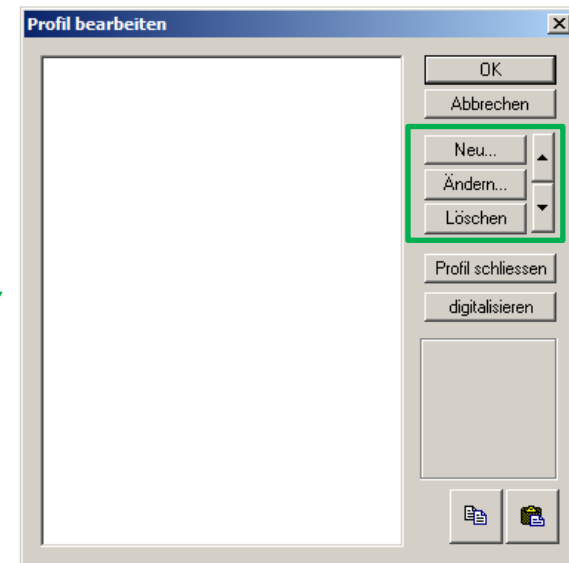 Profil bearbeiten
OK
Abbrechen
Neu...
Ändern...
Löschen
Profil schliessen
digitalisieren